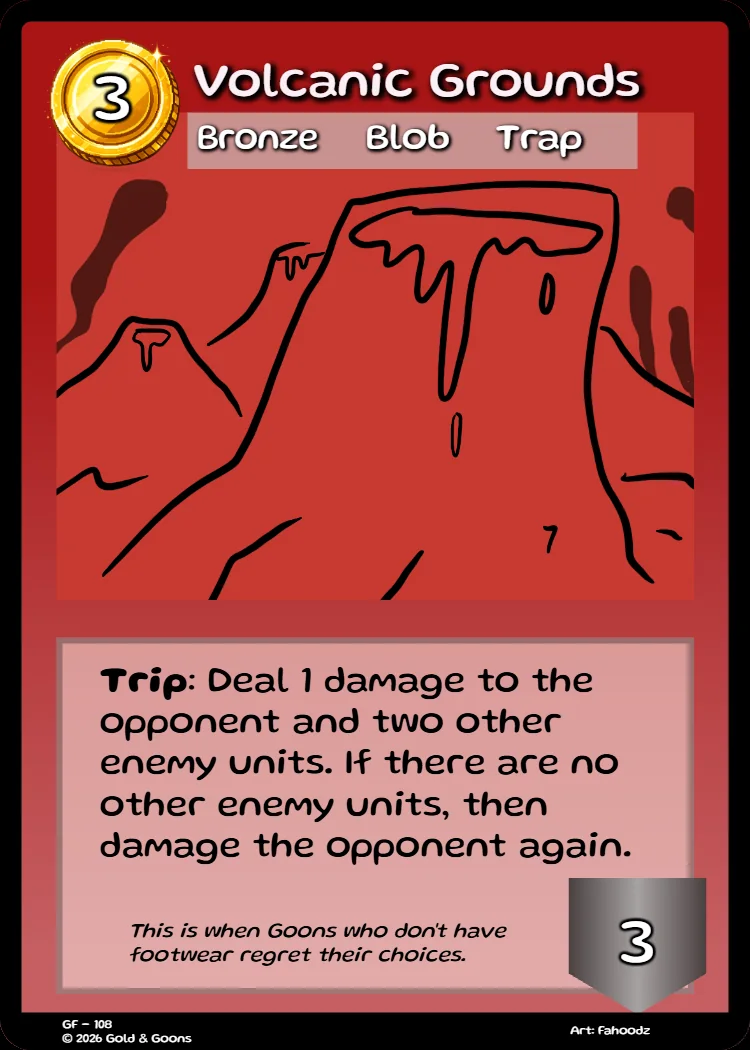 3
Volcanic Grounds
Bronze Blob Trap
Trip: Deal 1 damage to the
opponent and two other
enemy units. If there are no
other enemy units, then
damage the opponent again.
This is when Goons who don't have
footwear regret their choices.
3
GF - 108
© 2026 Gold & Goons
Art: Fahoodz